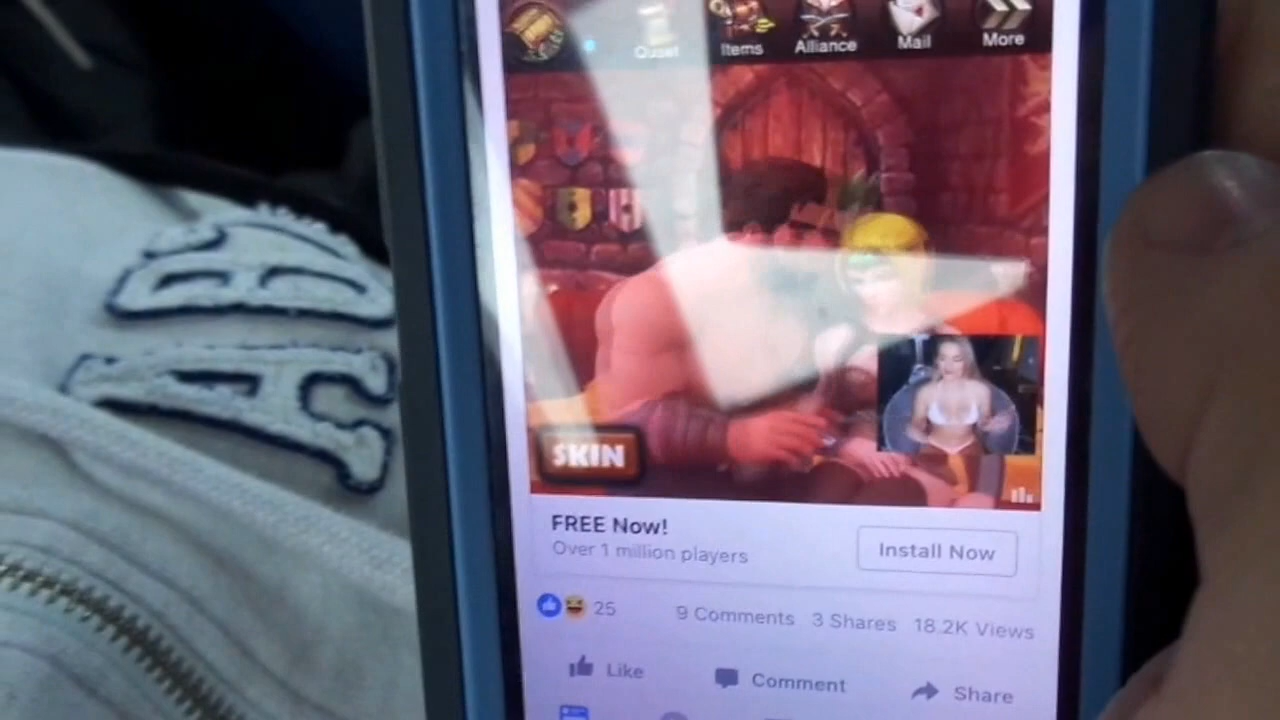 Quset
Items
Alliance
Mail
More
SKIN
FREE Now!
Over 1 million players
Install Now
25
9 Comments 3 Shares 18.2K Views
Like
Comment
Share